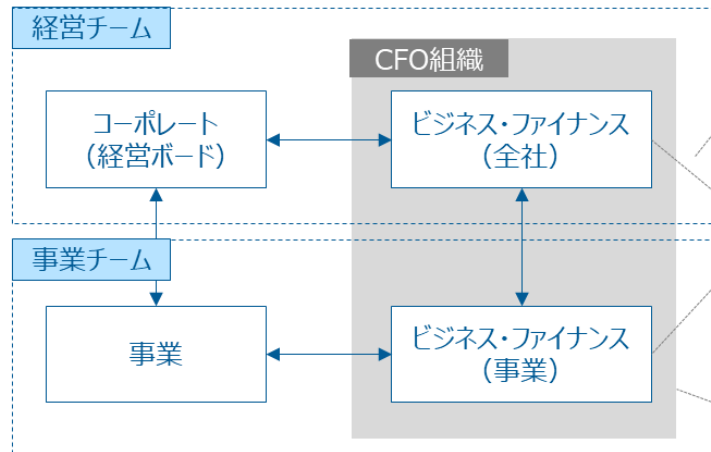 経営チーム
CFO組織
コーポレート
（経営ボード）
ビジネス・ファイナンス
（全社）
事業チーム
事業
ビジネス・ファイナンス
（事業）